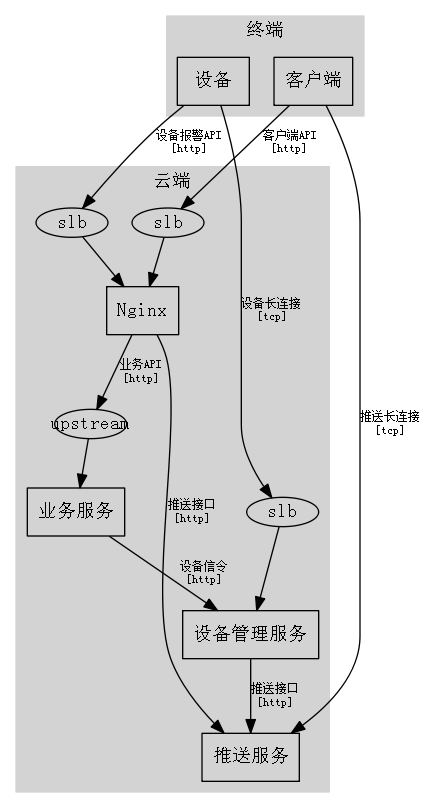 终端
设备
客户端
设备报警API
[http]
客户端API
[http]
云端
slb
slb
设备长连接
[tcp]
Nginx
业务API
[http]
推送长连接
[tcp]
upstream
推送接口
[http]
业务服务
slb
设备信令
[http]
设备管理服务
推送接口
[http]
推送服务